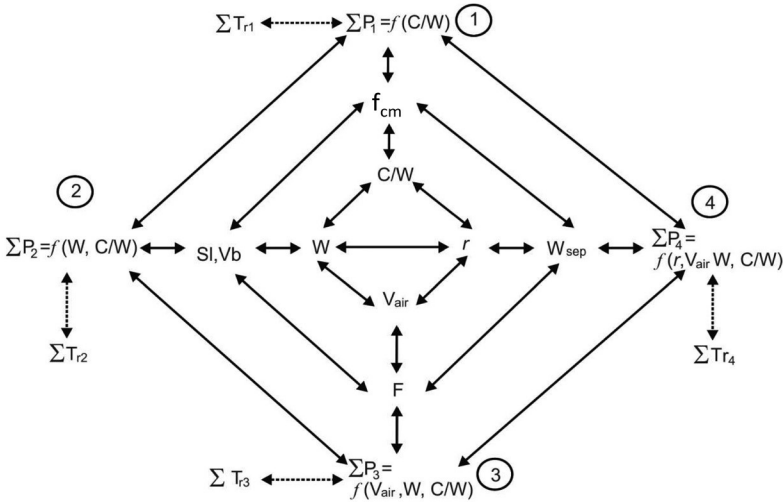 ∑Tr1 ∑P1=f(C/W) 1
fcm
C/W
2 4
∑P2=f(W, C/W) Sl,Vb W r Wsep ∑P4=
f(r,Vair W, C/W)
Vair
∑Tr2 ∑Tr4
F
∑ Tr3 ∑P3= 3
f(Vair ,W, C/W)